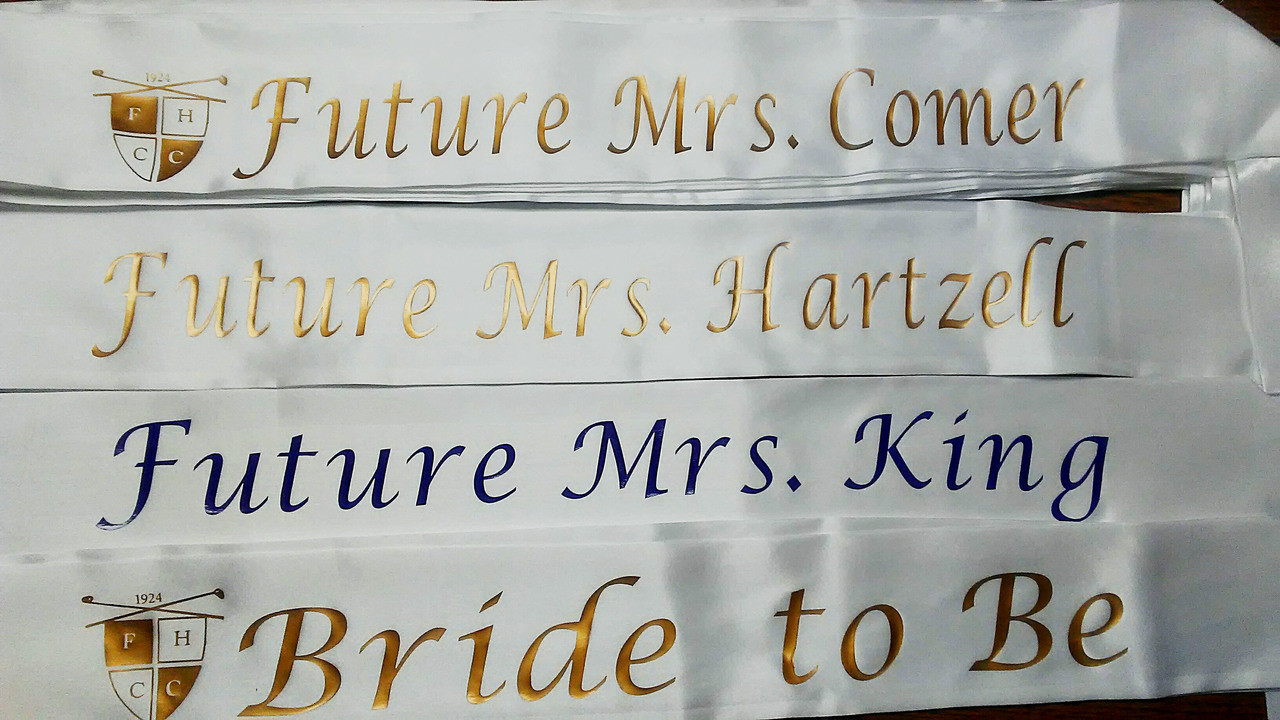 1924
F H
C C
Future Mrs. Comer
Future Mrs. Hartzell
Future Mrs. King
1924
F H
C C
Bride to Be